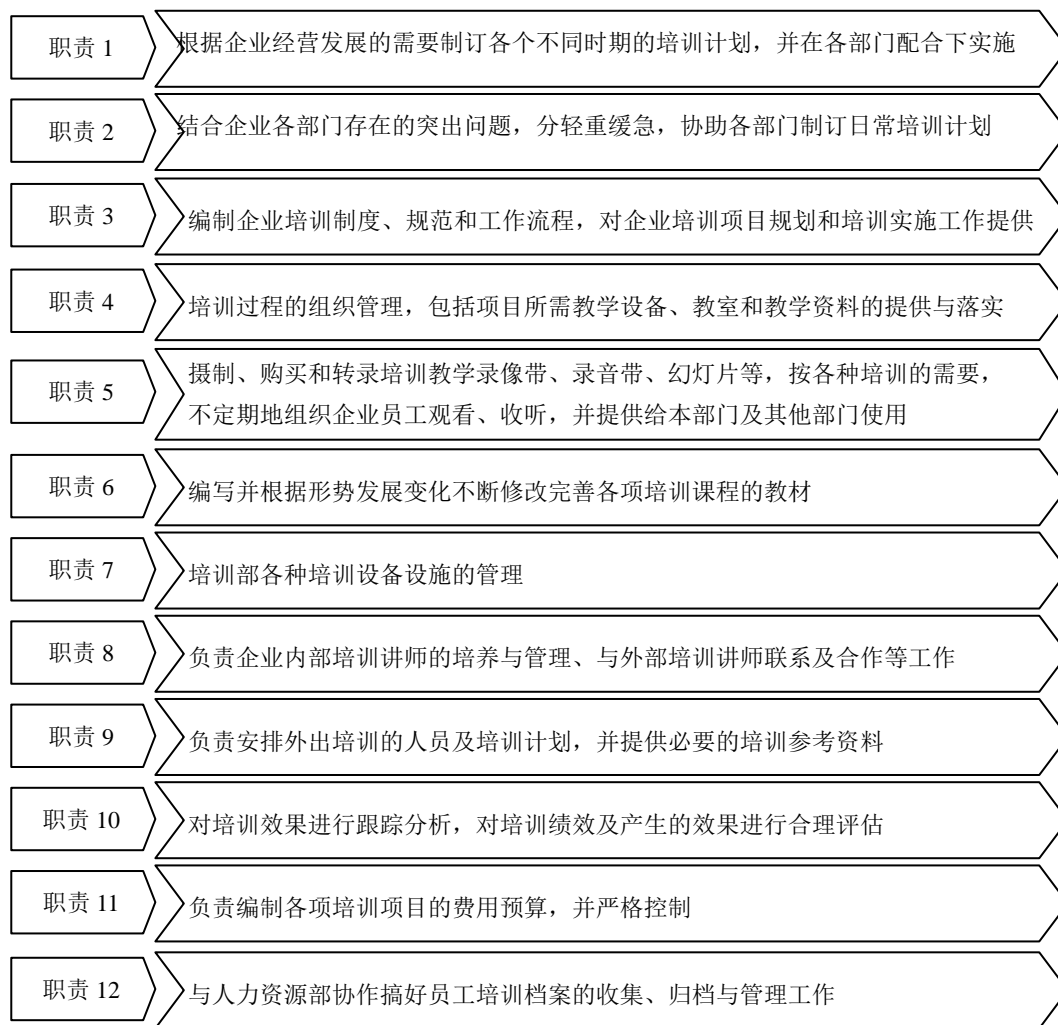 职责 1
根据企业经营发展的需要制订各个不同时期的培训计划，并在各部门配合下实施
职责 2
结合企业各部门存在的突出问题，分轻重缓急，协助各部门制订日常培训计划
职责 3
编制企业培训制度、规范和工作流程，对企业培训项目规划和培训实施工作提供
职责 4
培训过程的组织管理，包括项目所需教学设备、教室和教学资料的提供与落实
职责 5
摄制、购买和转录培训教学录像带、录音带、幻灯片等，按各种培训的需要，
不定期地组织企业员工观看、收听，并提供给本部门及其他部门使用
职责 6
编写并根据形势发展变化不断修改完善各项培训课程的教材
职责 7
培训部各种培训设备设施的管理
职责 8
负责企业内部培训讲师的培养与管理、与外部培训讲师联系及合作等工作
职责 9
负责安排外出培训的人员及培训计划，并提供必要的培训参考资料
职责 10
对培训效果进行跟踪分析，对培训绩效及产生的效果进行合理评估
职责 11
负责编制各项培训项目的费用预算，并严格控制
职责 12
与人力资源部协作搞好员工培训档案的收集、归档与管理工作